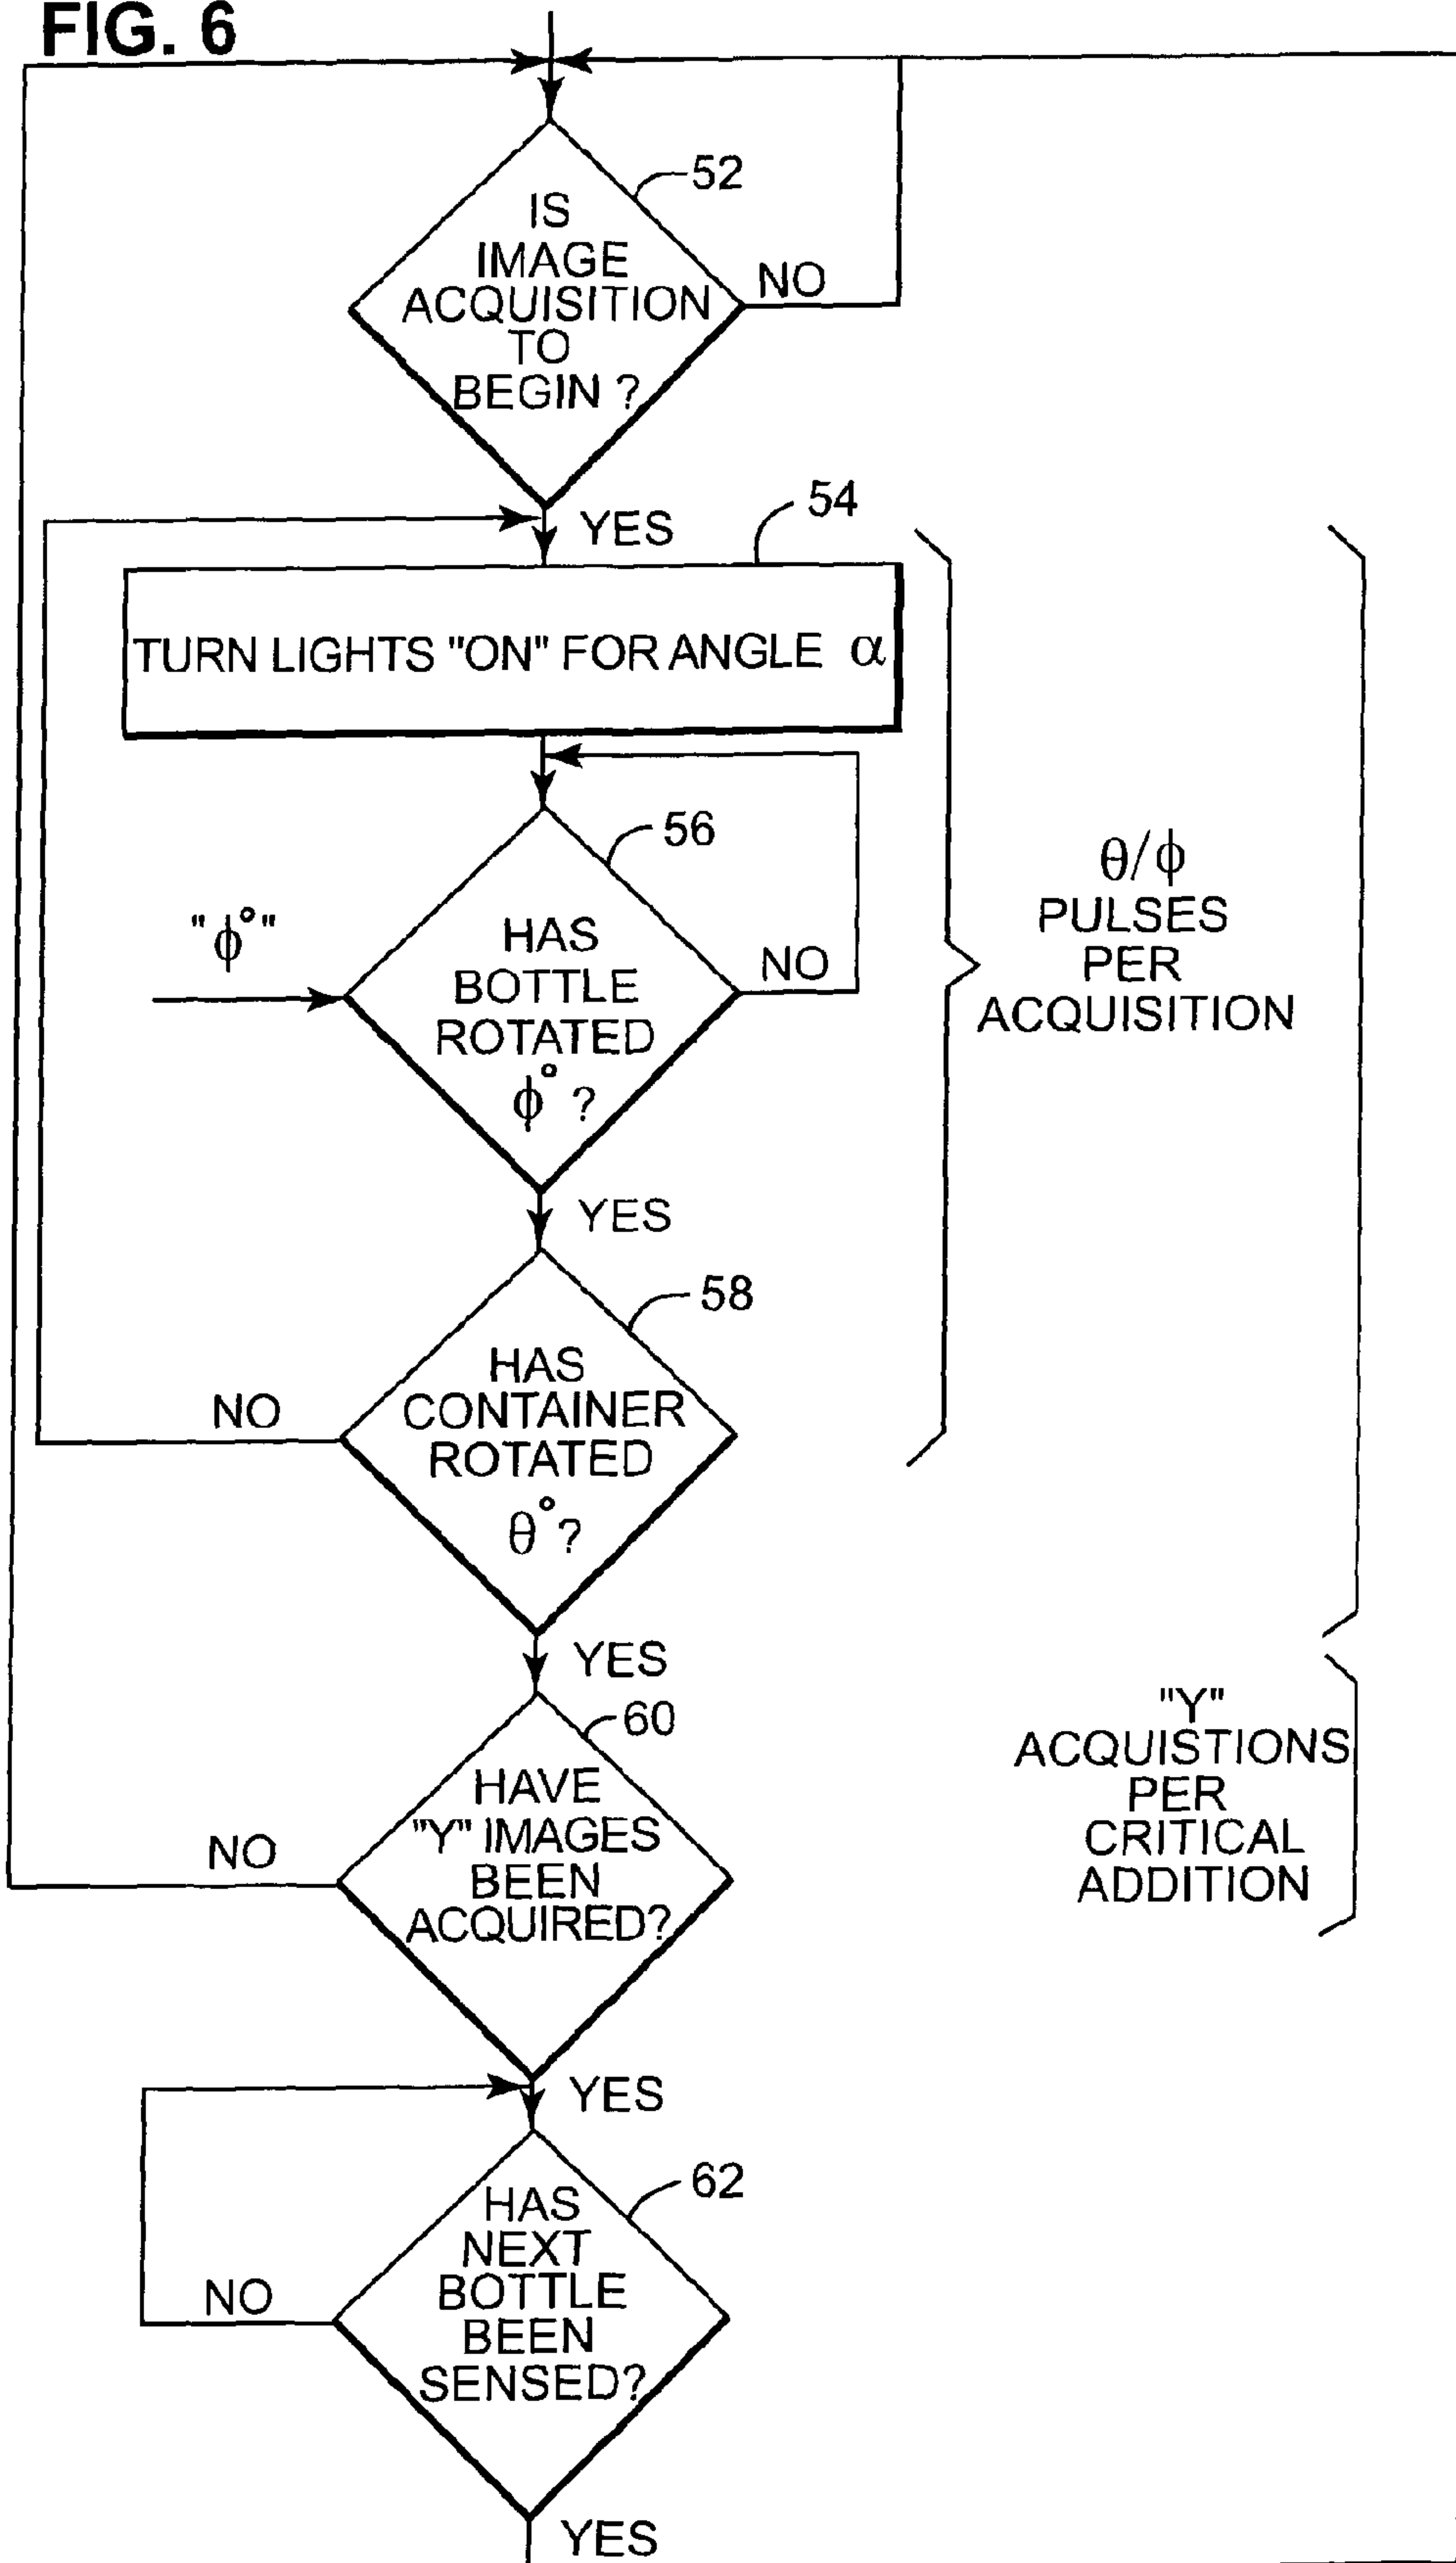 FIG. 6
52
IS
IMAGE
ACQUISITION
TO
BEGIN ?
NO
YES
54
TURN LIGHTS "ON" FOR ANGLE α
56
"ϕ°"
HAS
BOTTLE
ROTATED
ϕ° ?
NO
θ/ϕ
PULSES
PER
ACQUISITION
YES
58
HAS
CONTAINER
ROTATED
θ° ?
NO
YES
60
HAVE
"Y" IMAGES
BEEN
ACQUIRED?
NO
"Y"
ACQUISTIONS
PER
CRITICAL
ADDITION
YES
62
HAS
NEXT
BOTTLE
BEEN
SENSED?
NO
YES